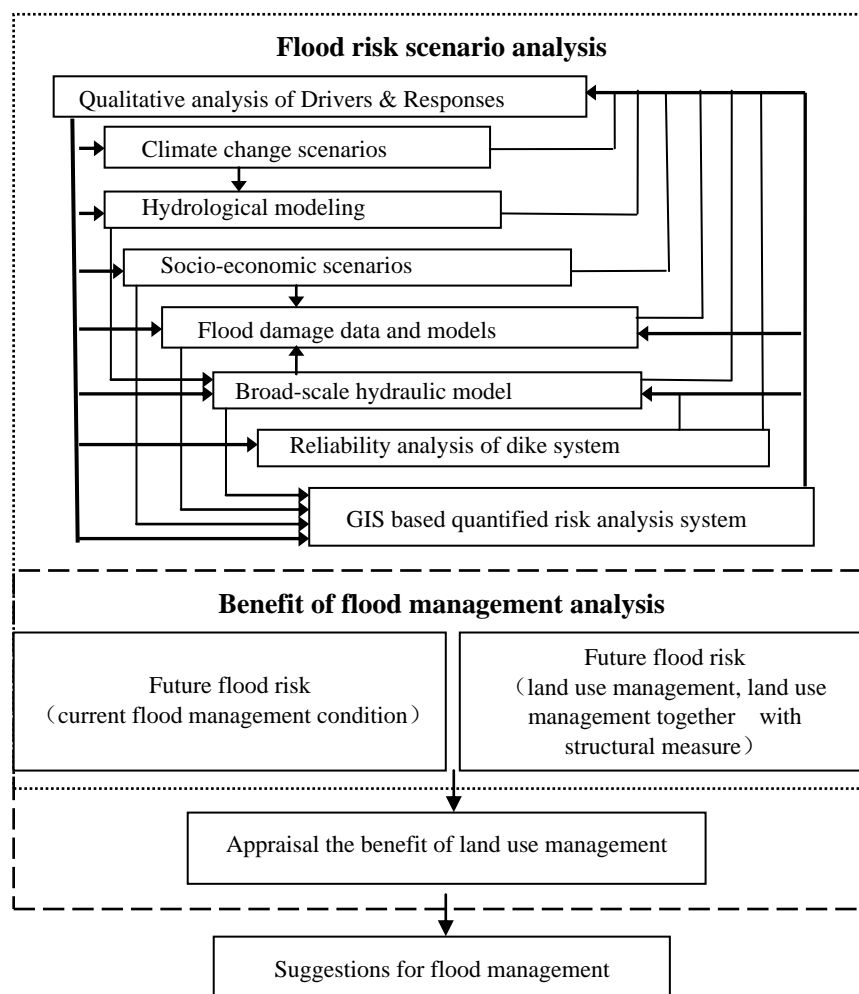 Flood risk scenario analysis
Qualitative analysis of Drivers & Responses
Climate change scenarios
Hydrological modeling
Socio-economic scenarios
Flood damage data and models
Broad-scale hydraulic model
Reliability analysis of dike system
GIS based quantified risk analysis system
Benefit of flood management analysis
Future flood risk
（current flood management condition）
Future flood risk
（land use management, land use
management together with
structural measure）
Appraisal the benefit of land use management
Suggestions for flood management